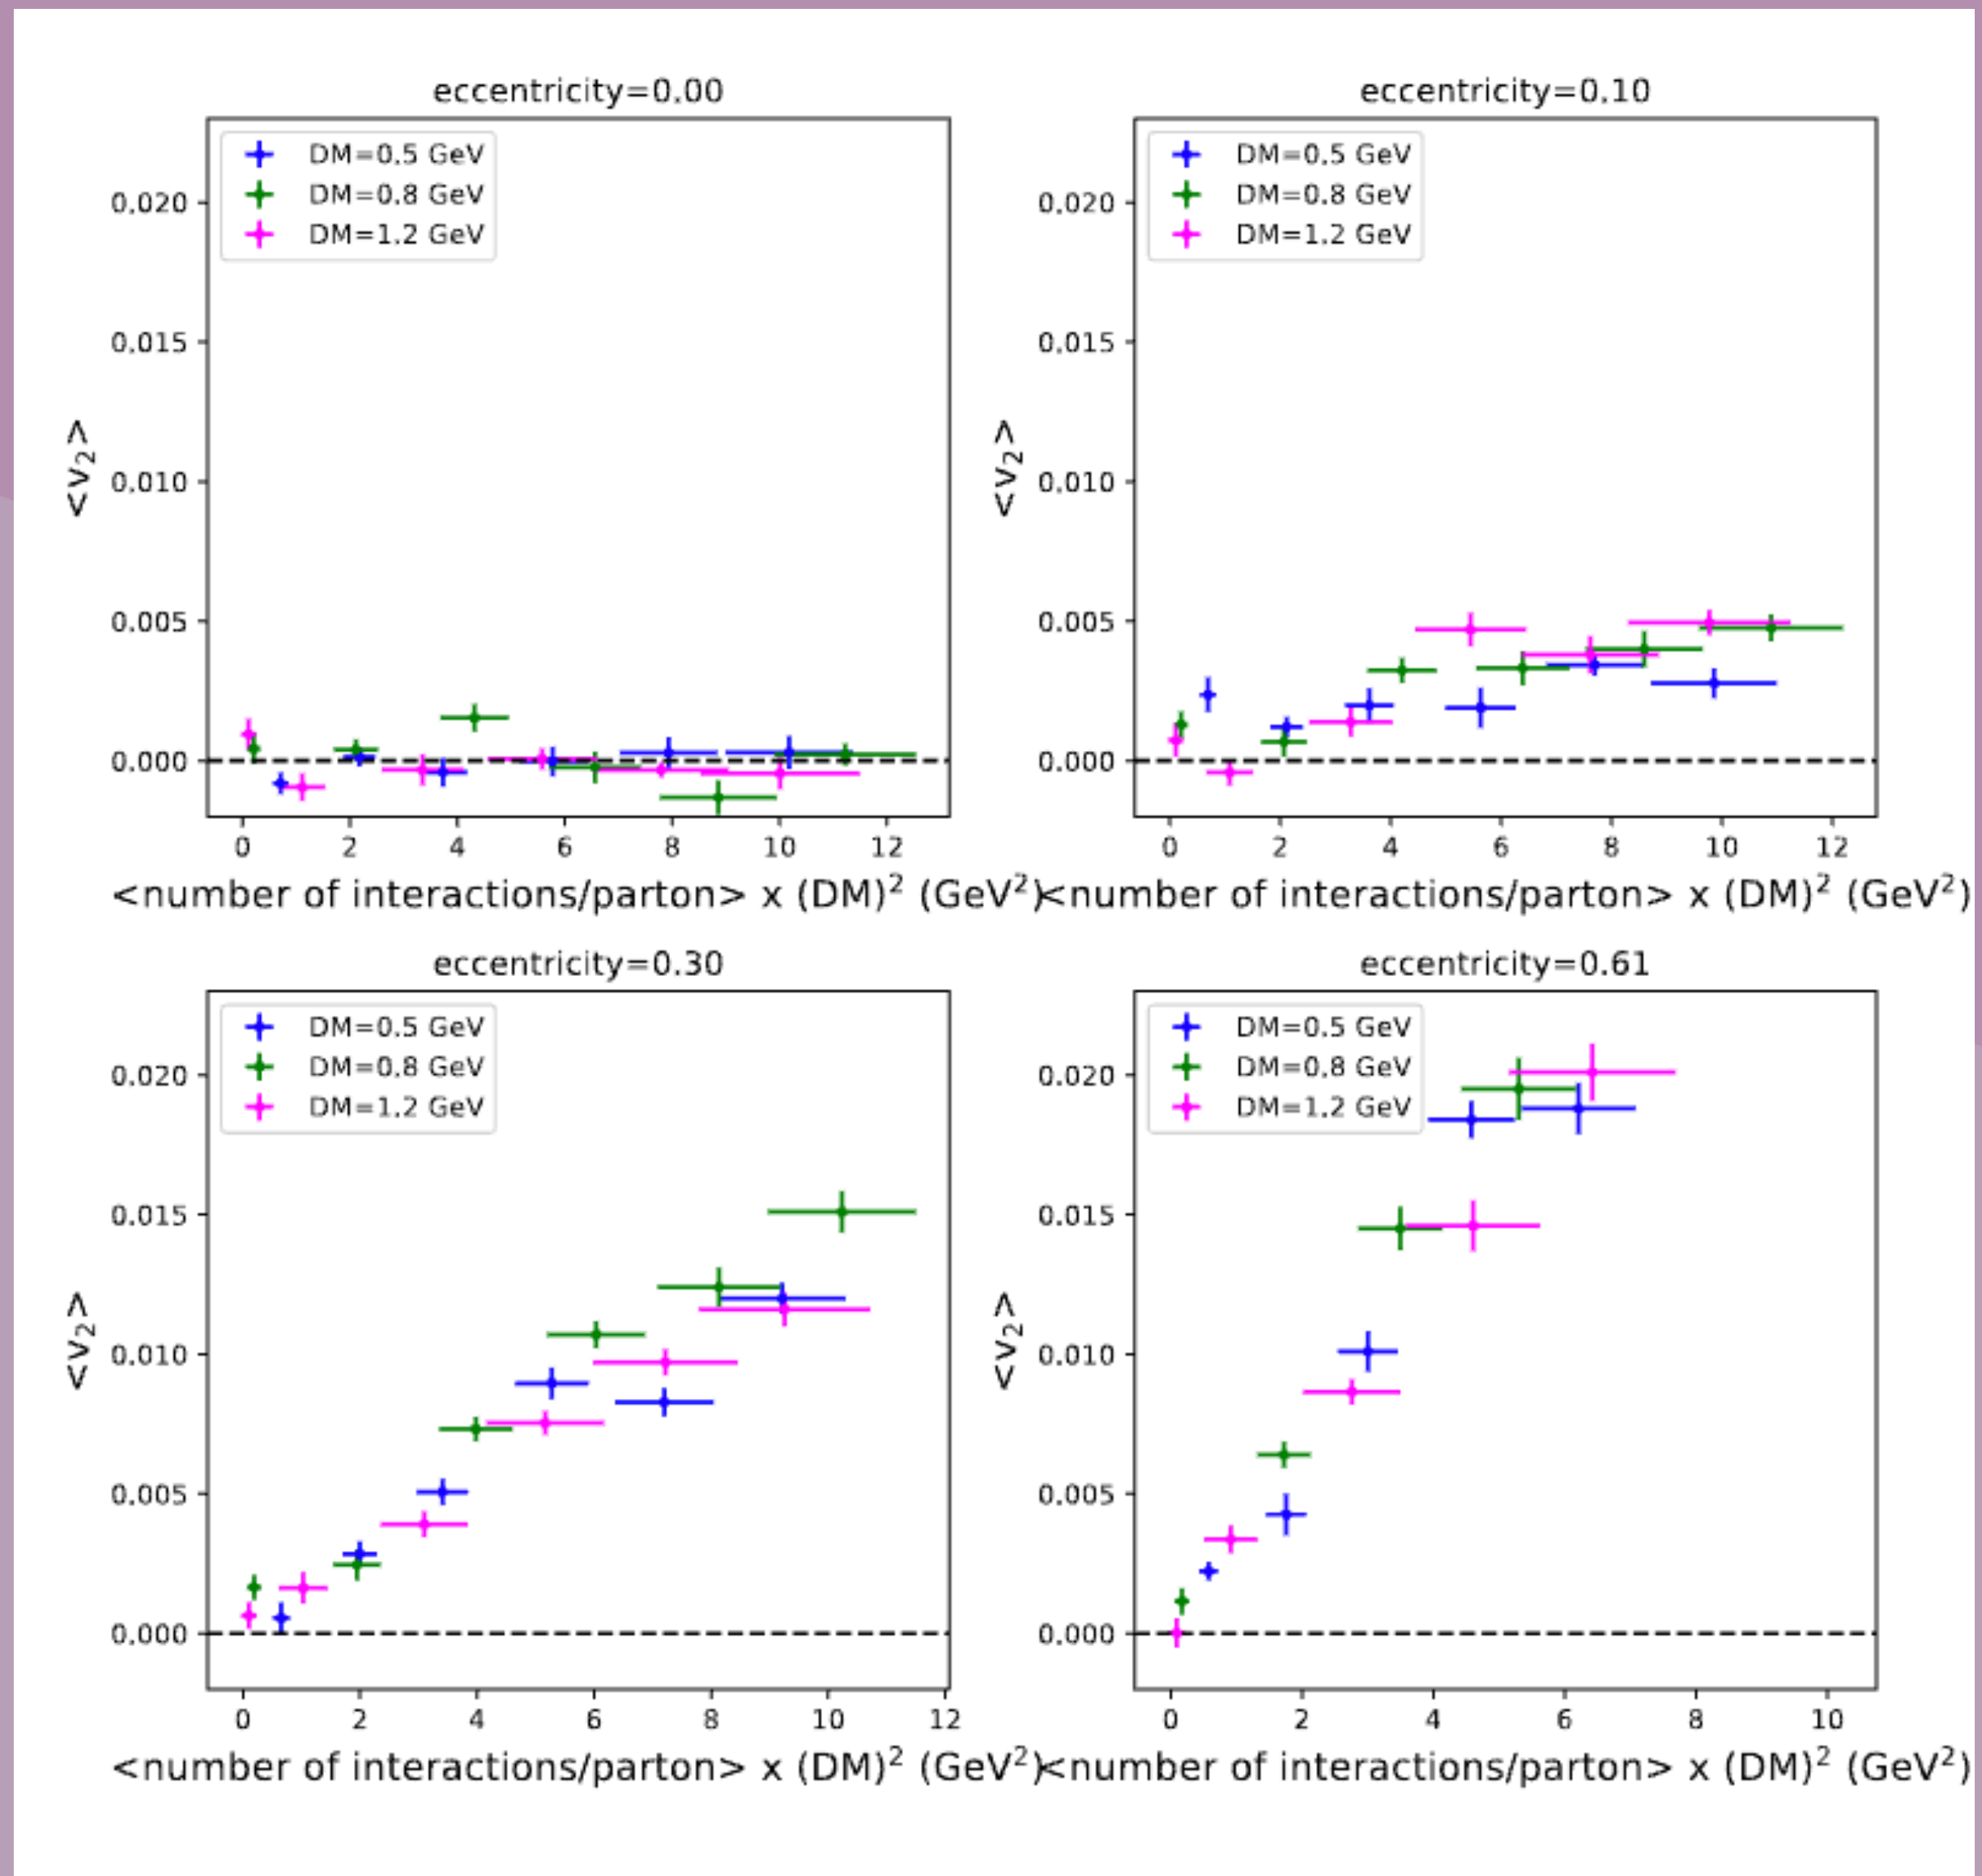 eccentricity=0.00
DM=0.5 GeV
DM=0.8 GeV
DM=1.2 GeV
0.020
0.015
0.010
0.005
0.000
<v₂>
0 2 4 6 8 10 12
<number of interactions/parton> x (DM)² (GeV²)
eccentricity=0.10
DM=0.5 GeV
DM=0.8 GeV
DM=1.2 GeV
0.020
0.015
0.010
0.005
0.000
<v₂>
0 2 4 6 8 10 12
<number of interactions/parton> x (DM)² (GeV²)
eccentricity=0.30
DM=0.5 GeV
DM=0.8 GeV
DM=1.2 GeV
0.020
0.015
0.010
0.005
0.000
<v₂>
0 2 4 6 8 10 12
<number of interactions/parton> x (DM)² (GeV²)
eccentricity=0.61
DM=0.5 GeV
DM=0.8 GeV
DM=1.2 GeV
0.020
0.015
0.010
0.005
0.000
<v₂>
0 2 4 6 8 10
<number of interactions/parton> x (DM)² (GeV²)